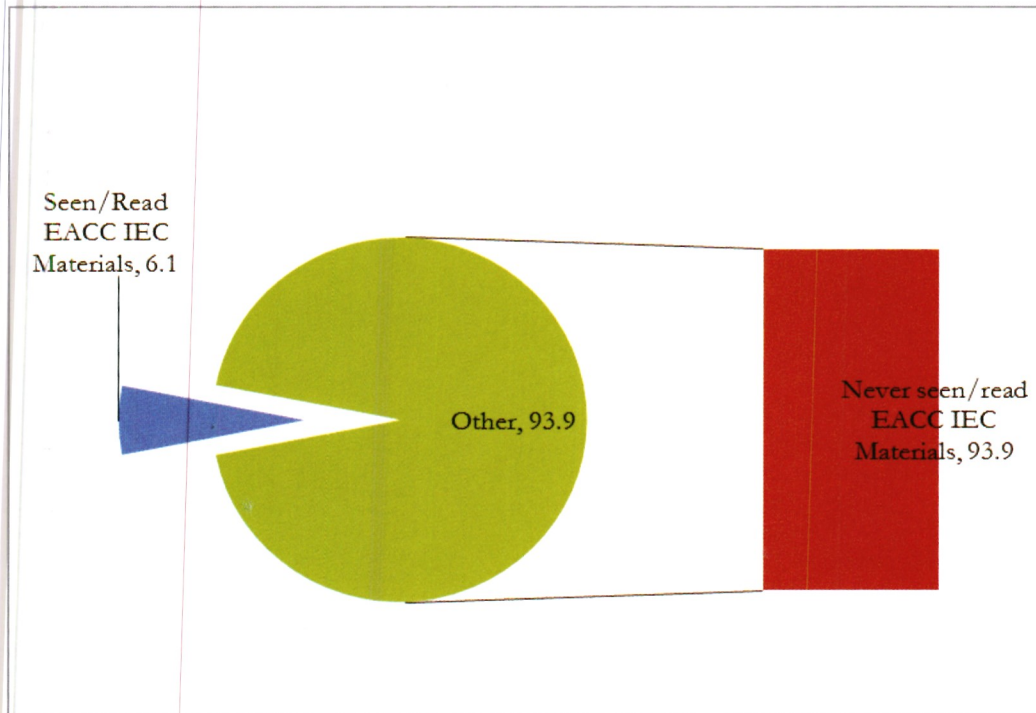 Seen/Read
EACC IEC
Materials, 6.1
Other, 93.9
Never seen/read
EACC IEC
Materials, 93.9